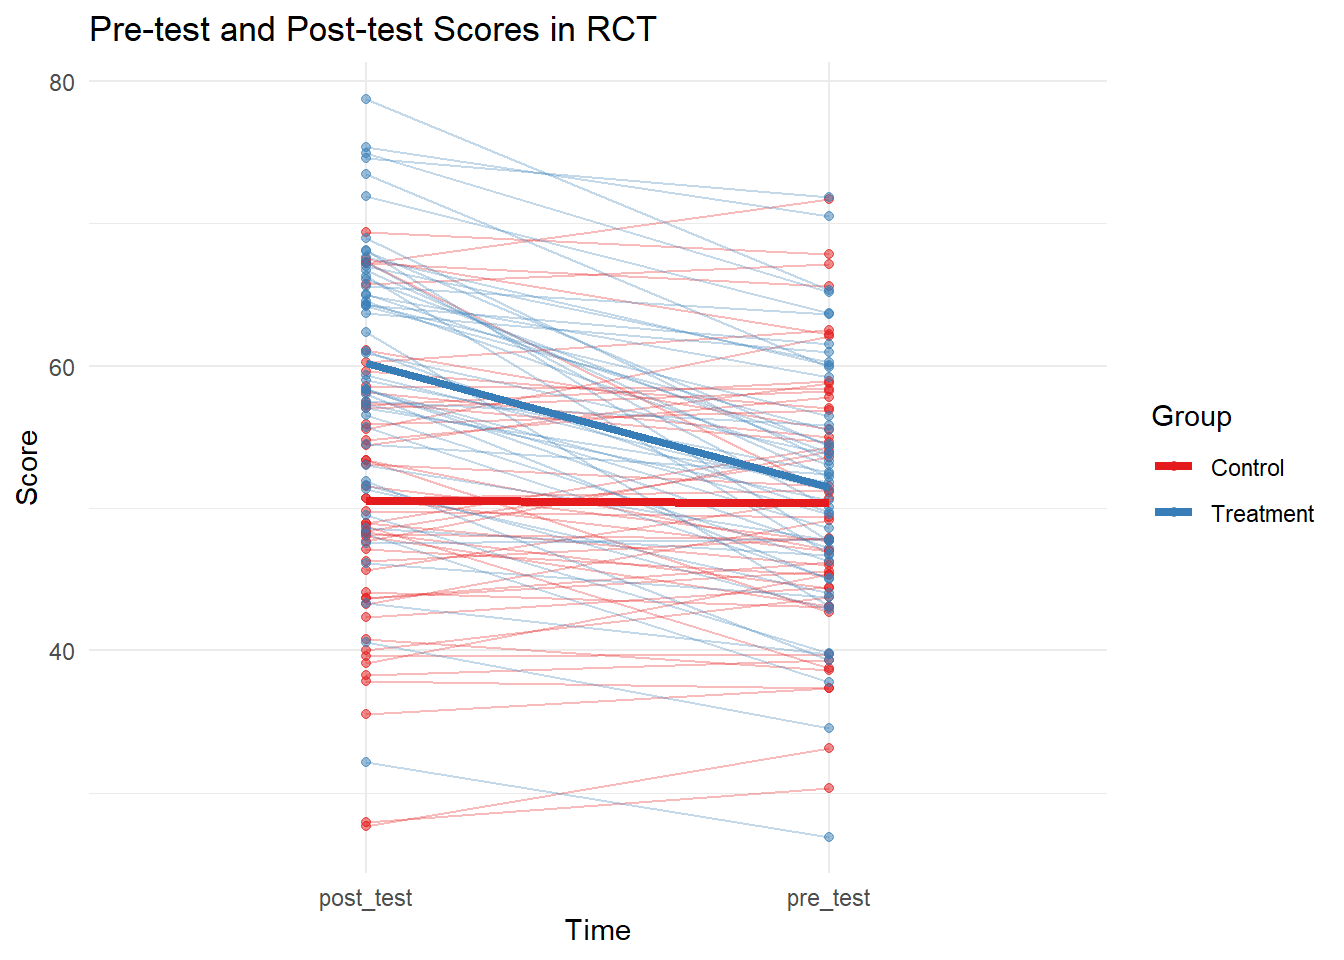 Pre-test and Post-test Scores in RCT
80
60
40
Score
post_test
pre_test
Time
Group
Control
Treatment